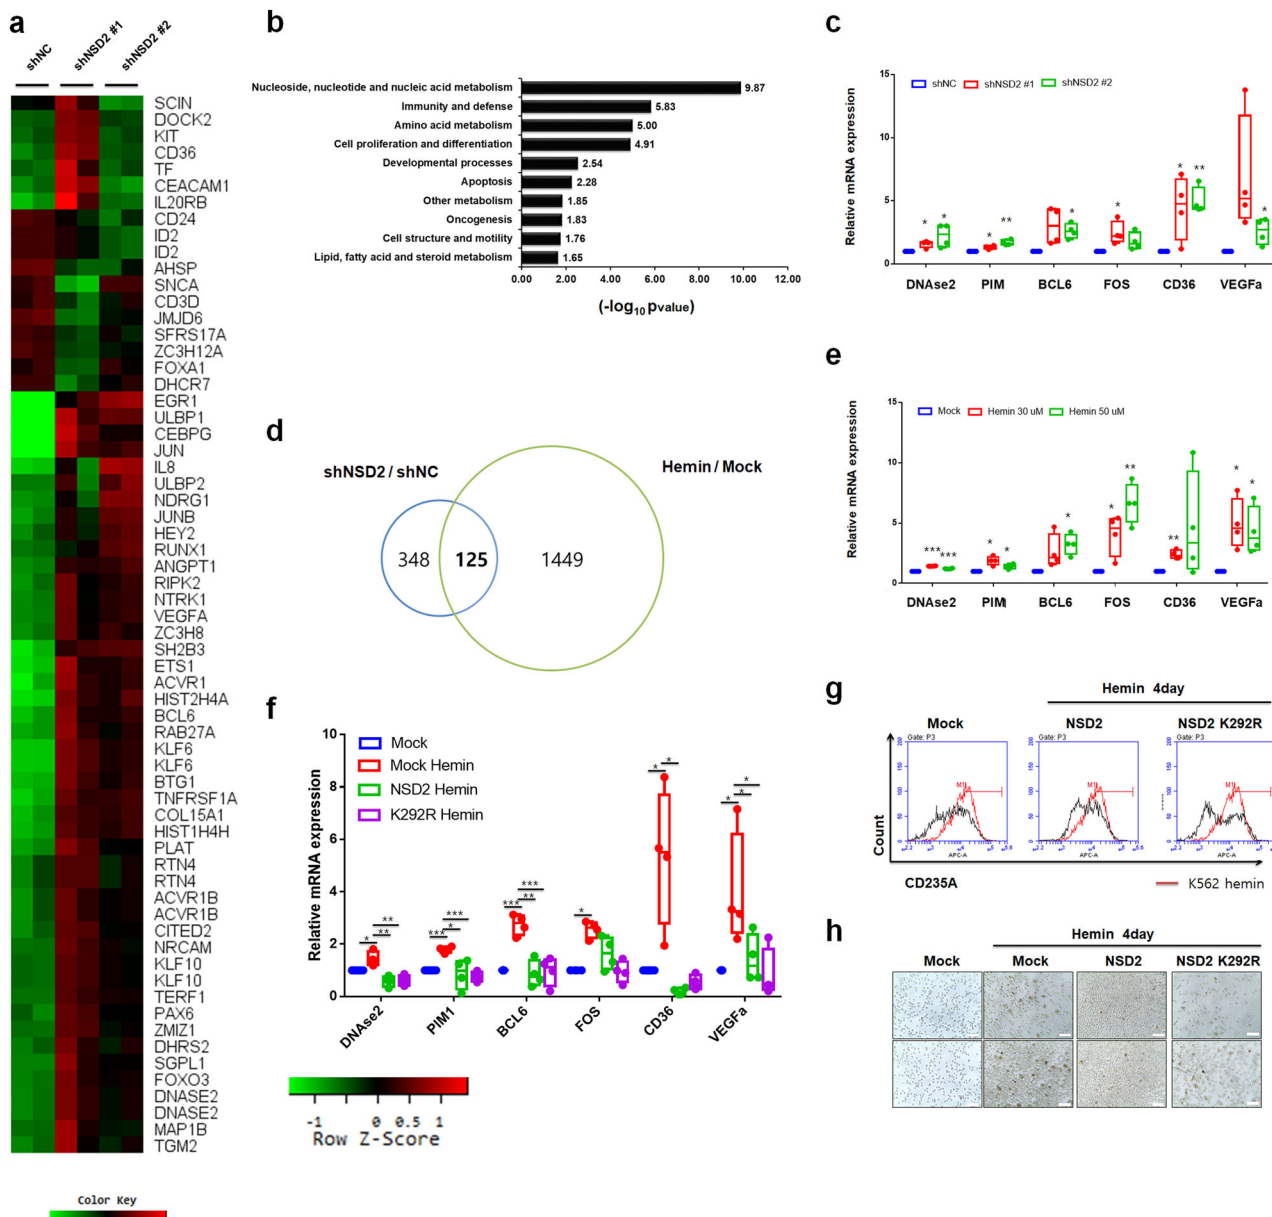 a
shNC
shNSD2 #1
shNSD2 #2
SCIN
DOCK2
KIT
CD36
TF
CEACAM1
IL20RB
CD24
ID2
ID2
AHSP
SNCA
CD3D
JMJD6
SFRS17A
ZC3H12A
FOXA1
DHCR7
EGR1
ULBP1
CEBPG
JUN
IL8
ULBP2
NDRG1
JUNB
HEY2
RUNX1
ANGPT1
RIPK2
NTRK1
VEGFA
ZC3H8
SH2B3
ETS1
ACVR1
HIST2H4A
BCL6
RAB27A
KLF6
KLF6
BTG1
TNFRSF1A
COL15A1
HIST1H4H
PLAT
RTN4
RTN4
ACVR1B
ACVR1B
CITED2
NRCAM
KLF10
KLF10
TERF1
PAX6
ZMIZ1
DHRS2
SGPL1
FOXO3
DNASE2
DNASE2
MAP1B
TGM2
Color Key
b
Nucleoside, nucleotide and nucleic acid metabolism 9.87
Immunity and defense 5.83
Amino acid metabolism 5.00
Cell proliferation and differentiation 4.91
Developmental processes 2.54
Apoptosis 2.28
Other metabolism 1.85
Oncogenesis 1.83
Cell structure and motility 1.76
Lipid, fatty acid and steroid metabolism 1.65
0.00 2.00 4.00 6.00 8.00 10.00 12.00
(-log10 pvalue)
c
shNC shNSD2 #1 shNSD2 #2
Relative mRNA expression
15
10
5
0
* * * ** * * * ** *
DNAse2 PIM BCL6 FOS CD36 VEGFa
d
shNSD2 / shNC
Hemin / Mock
348 125 1449
e
Mock Hemin 30 uM Hemin 50 uM
Relative mRNA expression
15
10
5
0
*** *** * * * * ** ** * *
DNAse2 PIM BCL6 FOS CD36 VEGFa
f
Mock
Mock Hemin
NSD2 Hemin
K292R Hemin
Relative mRNA expression
10
8
6
4
2
0
* ** ** *** * *** *** ** *** * * * * * *
DNAse2 PIM1 BCL6 FOS CD36 VEGFa
-1 0 0.5 1
Row Z-Score
g
Hemin 4day
Mock NSD2 NSD2 K292R
Gate: P3 Gate: P3 Gate: P3
Count
APC-A APC-A APC-A
CD235A
K562 hemin
h
Hemin 4day
Mock Mock NSD2 NSD2 K292R